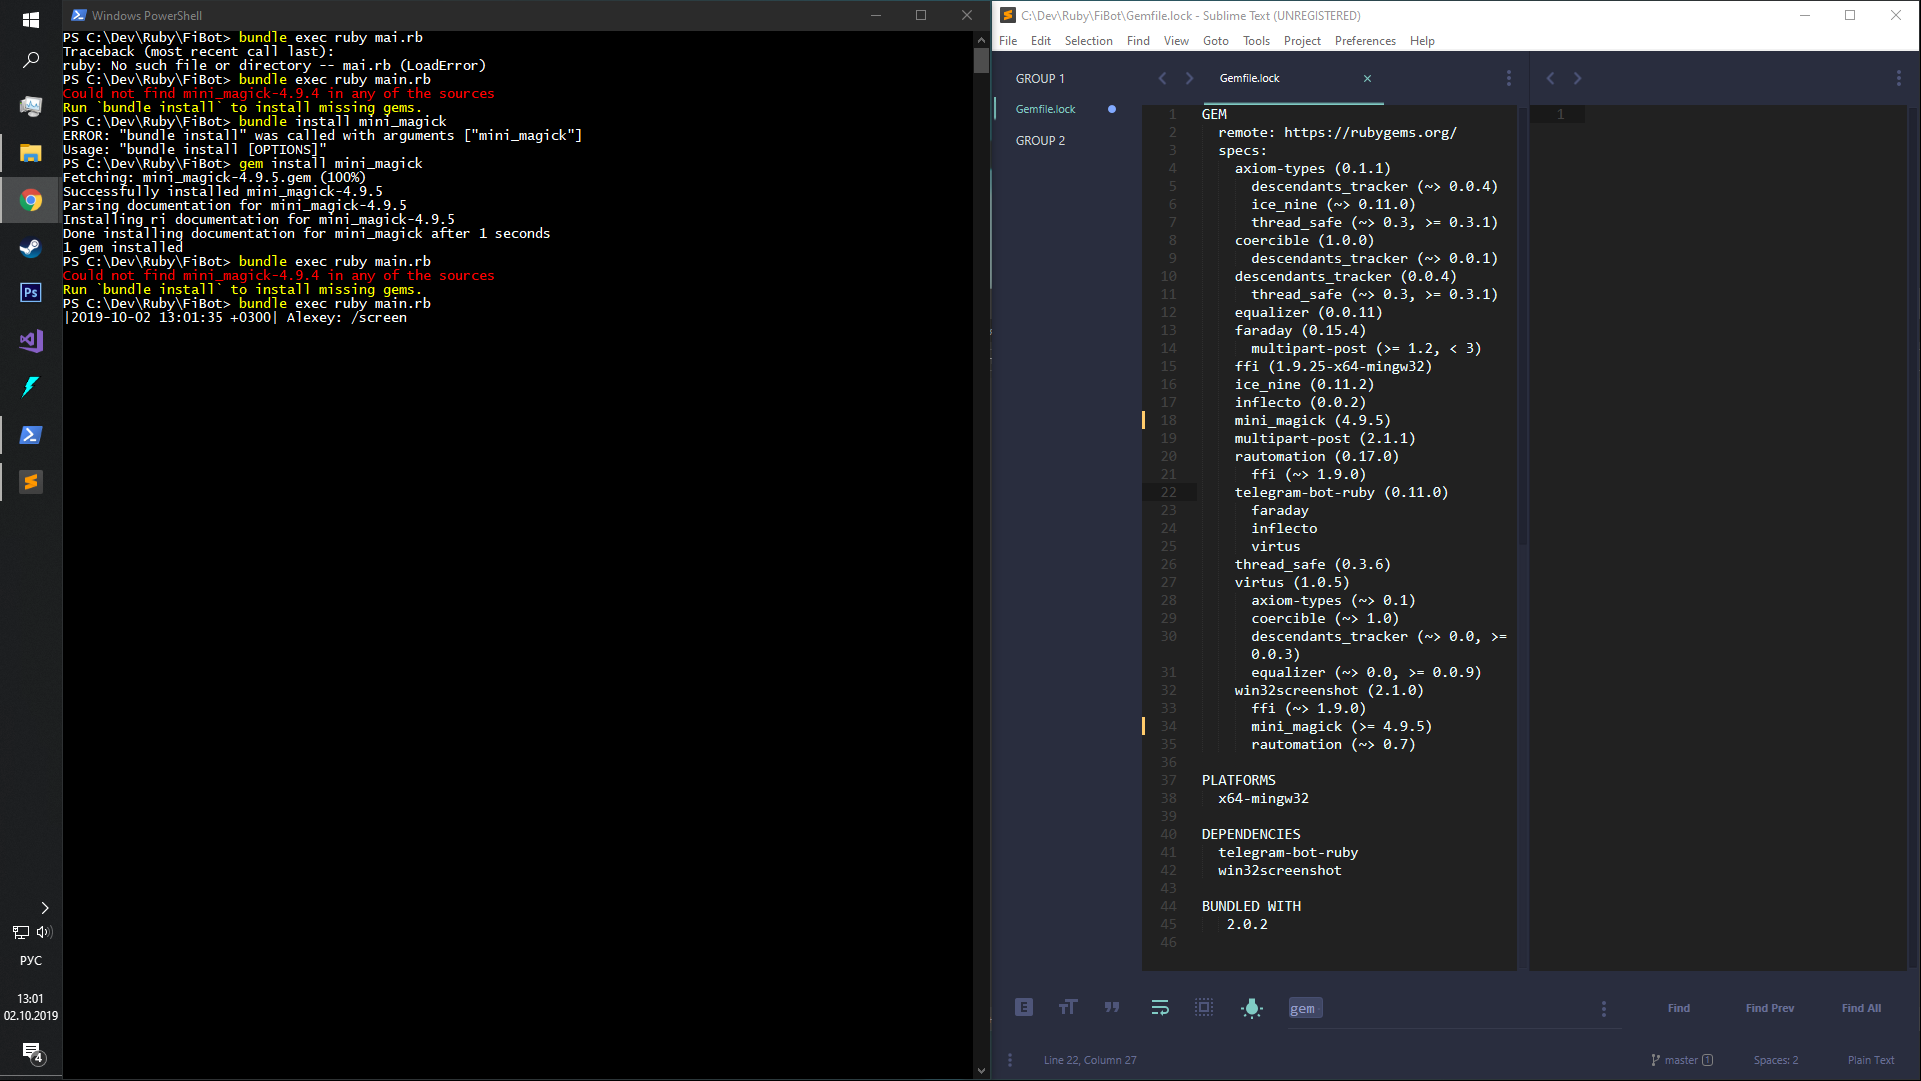 Windows PowerShell
PS C:\Dev\Ruby\FiBot> bundle exec ruby mai.rb
Traceback (most recent call last):
ruby: No such file or directory -- mai.rb (LoadError)
PS C:\Dev\Ruby\FiBot> bundle exec ruby main.rb
Could not find mini_magick-4.9.4 in any of the sources
Run `bundle install` to install missing gems.
PS C:\Dev\Ruby\FiBot> bundle install mini_magick
ERROR: "bundle install" was called with arguments ["mini_magick"]
Usage: "bundle install [OPTIONS]"
PS C:\Dev\Ruby\FiBot> gem install mini_magick
Fetching: mini_magick-4.9.5.gem (100%)
Successfully installed mini_magick-4.9.5
Parsing documentation for mini_magick-4.9.5
Installing ri documentation for mini_magick-4.9.5
Done installing documentation for mini_magick after 1 seconds
1 gem installed
PS C:\Dev\Ruby\FiBot> bundle exec ruby main.rb
Could not find mini_magick-4.9.4 in any of the sources
Run `bundle install` to install missing gems.
PS C:\Dev\Ruby\FiBot> bundle exec ruby main.rb
|2019-10-02 13:01:35 +0300| Alexey: /screen
Ps
РУС
13:01
02.10.2019
4
C:\Dev\Ruby\FiBot\Gemfile.lock - Sublime Text (UNREGISTERED)
File Edit Selection Find View Goto Tools Project Preferences Help
GROUP 1
Gemfile.lock
GROUP 2
Gemfile.lock
1 GEM
2 remote: https://rubygems.org/
3 specs:
4 axiom-types (0.1.1)
5 descendants_tracker (~> 0.0.4)
6 ice_nine (~> 0.11.0)
7 thread_safe (~> 0.3, >= 0.3.1)
8 coercible (1.0.0)
9 descendants_tracker (~> 0.0.1)
10 descendants_tracker (0.0.4)
11 thread_safe (~> 0.3, >= 0.3.1)
12 equalizer (0.0.11)
13 faraday (0.15.4)
14 multipart-post (>= 1.2, < 3)
15 ffi (1.9.25-x64-mingw32)
16 ice_nine (0.11.2)
17 inflecto (0.0.2)
18 mini_magick (4.9.5)
19 multipart-post (2.1.1)
20 rautomation (0.17.0)
21 ffi (~> 1.9.0)
22 telegram-bot-ruby (0.11.0)
23 faraday
24 inflecto
25 virtus
26 thread_safe (0.3.6)
27 virtus (1.0.5)
28 axiom-types (~> 0.1)
29 coercible (~> 1.0)
30 descendants_tracker (~> 0.0, >=
0.0.3)
31 equalizer (~> 0.0, >= 0.0.9)
32 win32screenshot (2.1.0)
33 ffi (~> 1.9.0)
34 mini_magick (>= 4.9.5)
35 rautomation (~> 0.7)
36
37 PLATFORMS
38 x64-mingw32
39
40 DEPENDENCIES
41 telegram-bot-ruby
42 win32screenshot
43
44 BUNDLED WITH
45 2.0.2
46
1
gem
Find
Find Prev
Find All
Line 22, Column 27
master 1
Spaces: 2
Plain Text